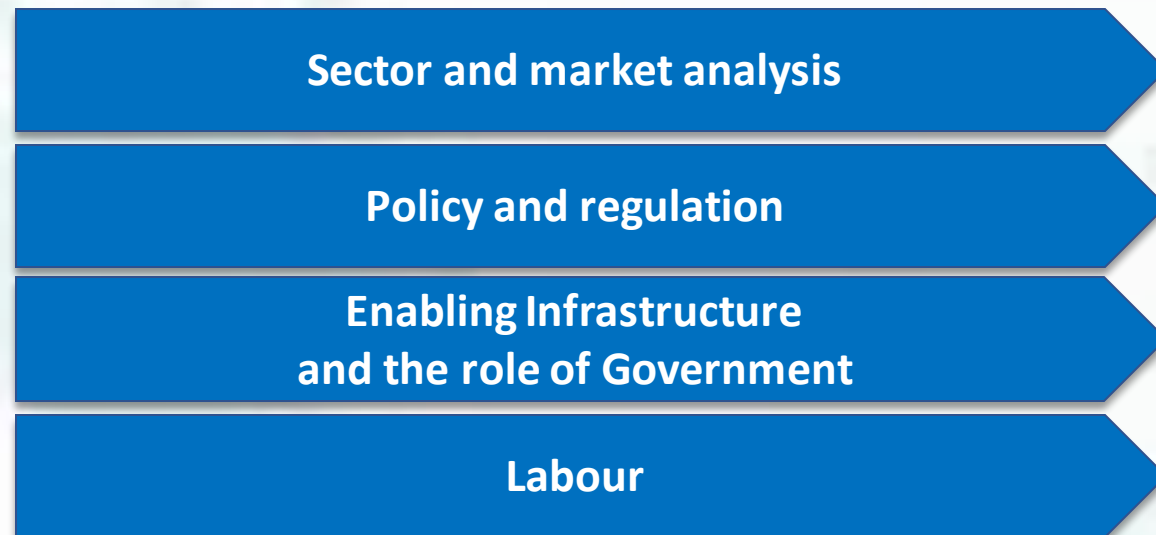 Sector and market analysis
Policy and regulation
Enabling Infrastructure
and the role of Government
Labour